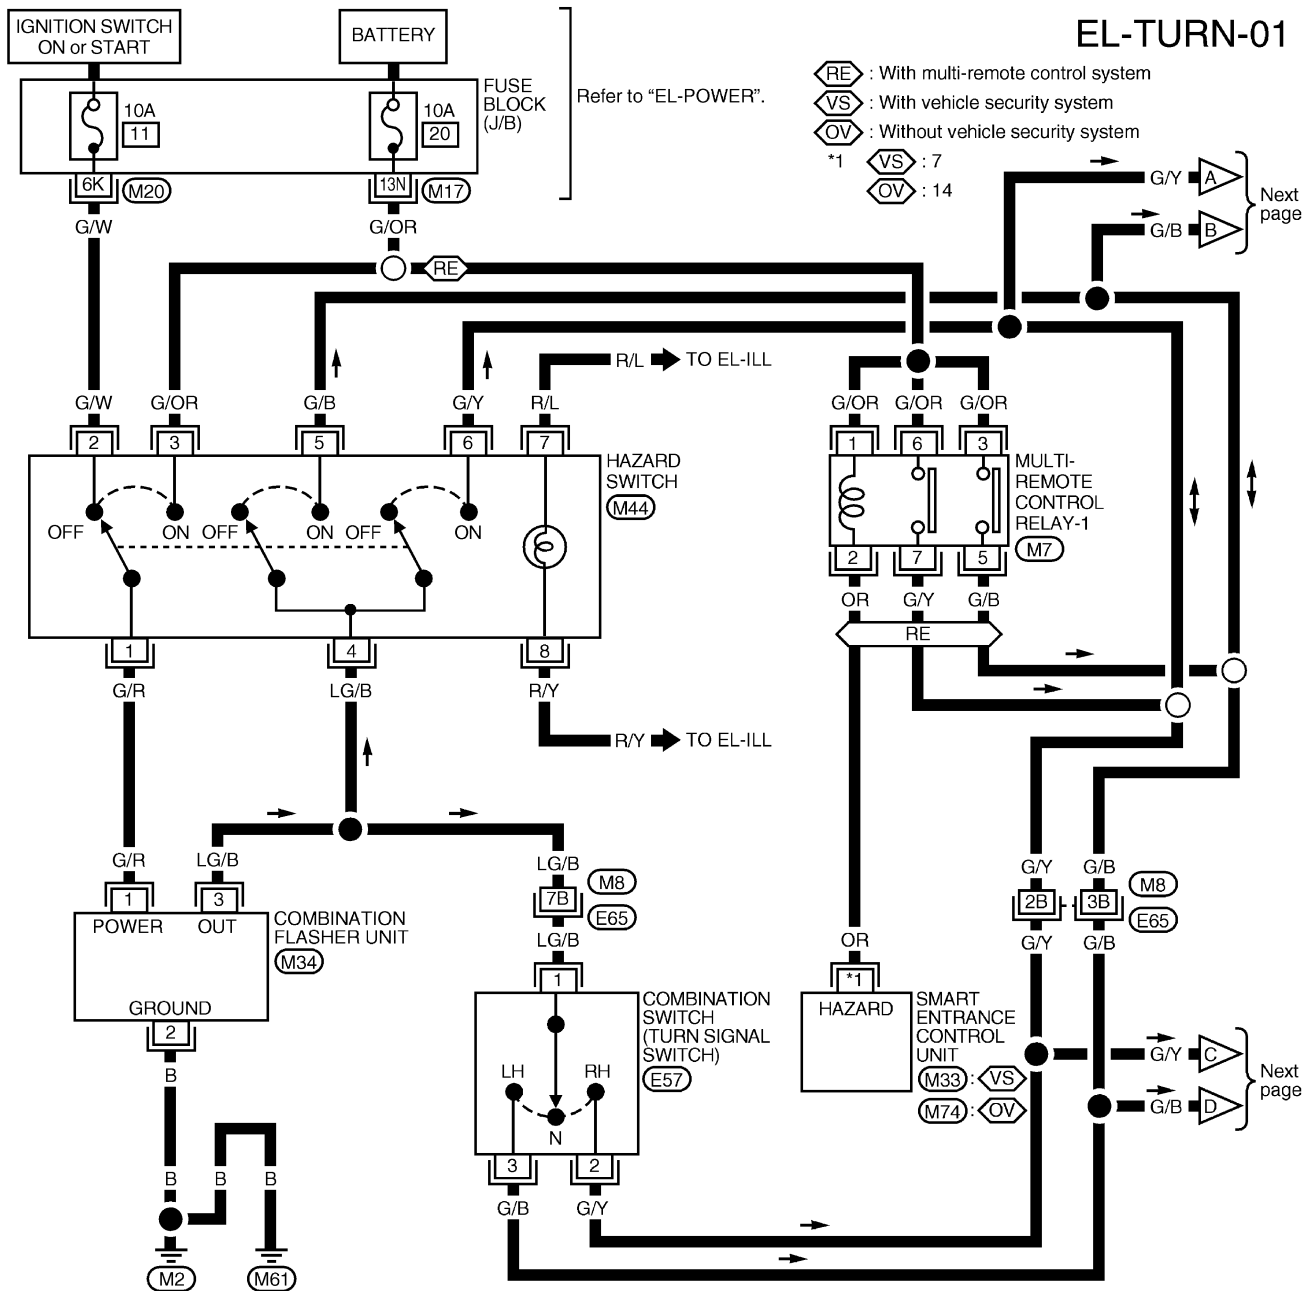 EL-TURN-01
IGNITION SWITCH
ON or START
BATTERY
FUSE
BLOCK
(J/B)
Refer to “EL-POWER”.
10A
11
10A
20
6K
M20
13N
M17
RE : With multi-remote control system
VS : With vehicle security system
OV : Without vehicle security system
*1 VS : 7
OV : 14
G/Y A
G/B B
Next
page
G/W
G/OR
RE
R/L TO EL-ILL
G/W G/OR G/B G/Y R/L
2 3 5 6 7
HAZARD
SWITCH
M44
OFF ON OFF ON OFF ON
G/OR G/OR G/OR
1 6 3
MULTI-
REMOTE
CONTROL
RELAY-1
M7
2 7 5
OR G/Y G/B
RE
1 4 8
G/R LG/B R/Y
R/Y TO EL-ILL
G/R LG/B
1 3
POWER OUT
COMBINATION
FLASHER UNIT
M34
GROUND
2
B
B B B
M2 M61
LG/B
7B
M8
E65
LG/B
1
COMBINATION
SWITCH
(TURN SIGNAL
SWITCH)
E57
LH RH
N
3 2
G/B G/Y
OR
*1
HAZARD
SMART
ENTRANCE
CONTROL
UNIT
M33 : VS
M74 : OV
G/Y G/B
2B 3B
M8
E65
G/Y G/B
G/Y C
G/B D
Next
page